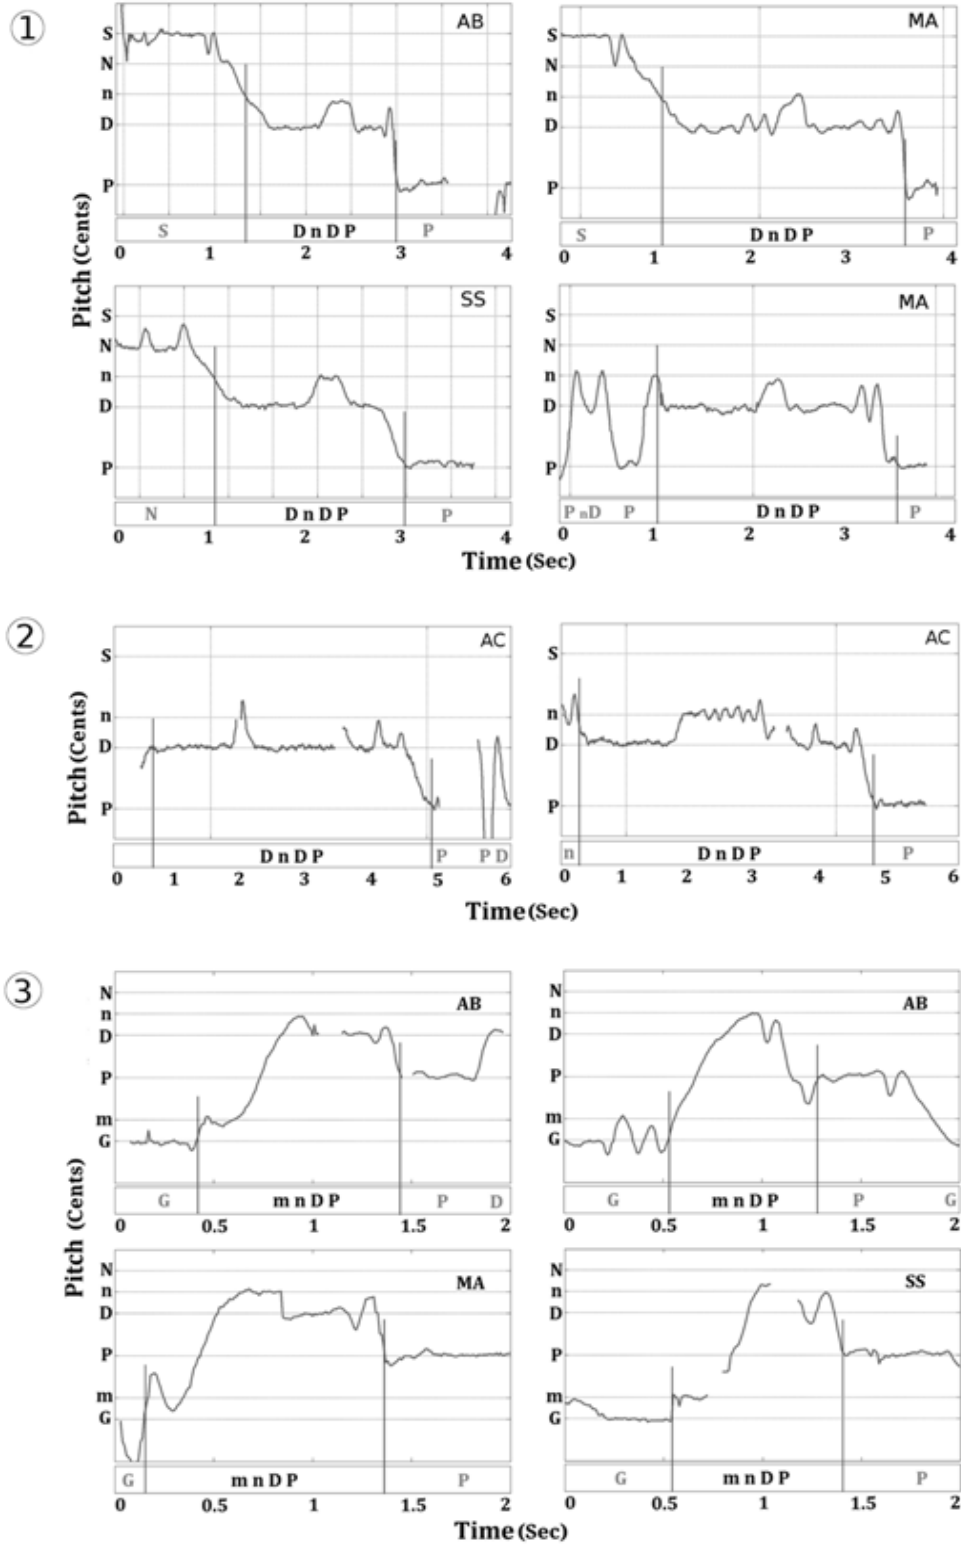 ①
AB
S
N
n
D
P
S D n D P P
0 1 2 3 4
MA
S
N
n
D
P
S D n D P P
0 1 2 3 4
Pitch (Cents)
SS
S
N
n
D
P
N D n D P P
0 1 2 3 4
MA
S
N
n
D
P
P nD P D n D P P
0 1 2 3 4
Time (Sec)
②
AC
S
n
D
P
D n D P P P D
0 1 2 3 4 5 6
AC
S
n
D
P
n D n D P P
0 1 2 3 4 5 6
Pitch (Cents)
Time (Sec)
③
AB
N
n
D
P
m
G
G m n D P P D
0 0.5 1 1.5 2
AB
N
n
D
P
m
G
G m n D P P G
0 0.5 1 1.5 2
Pitch (Cents)
MA
N
n
D
P
m
G
G m n D P P
0 0.5 1 1.5 2
SS
N
n
D
P
m
G
G m n D P P
0 0.5 1 1.5 2
Time (Sec)